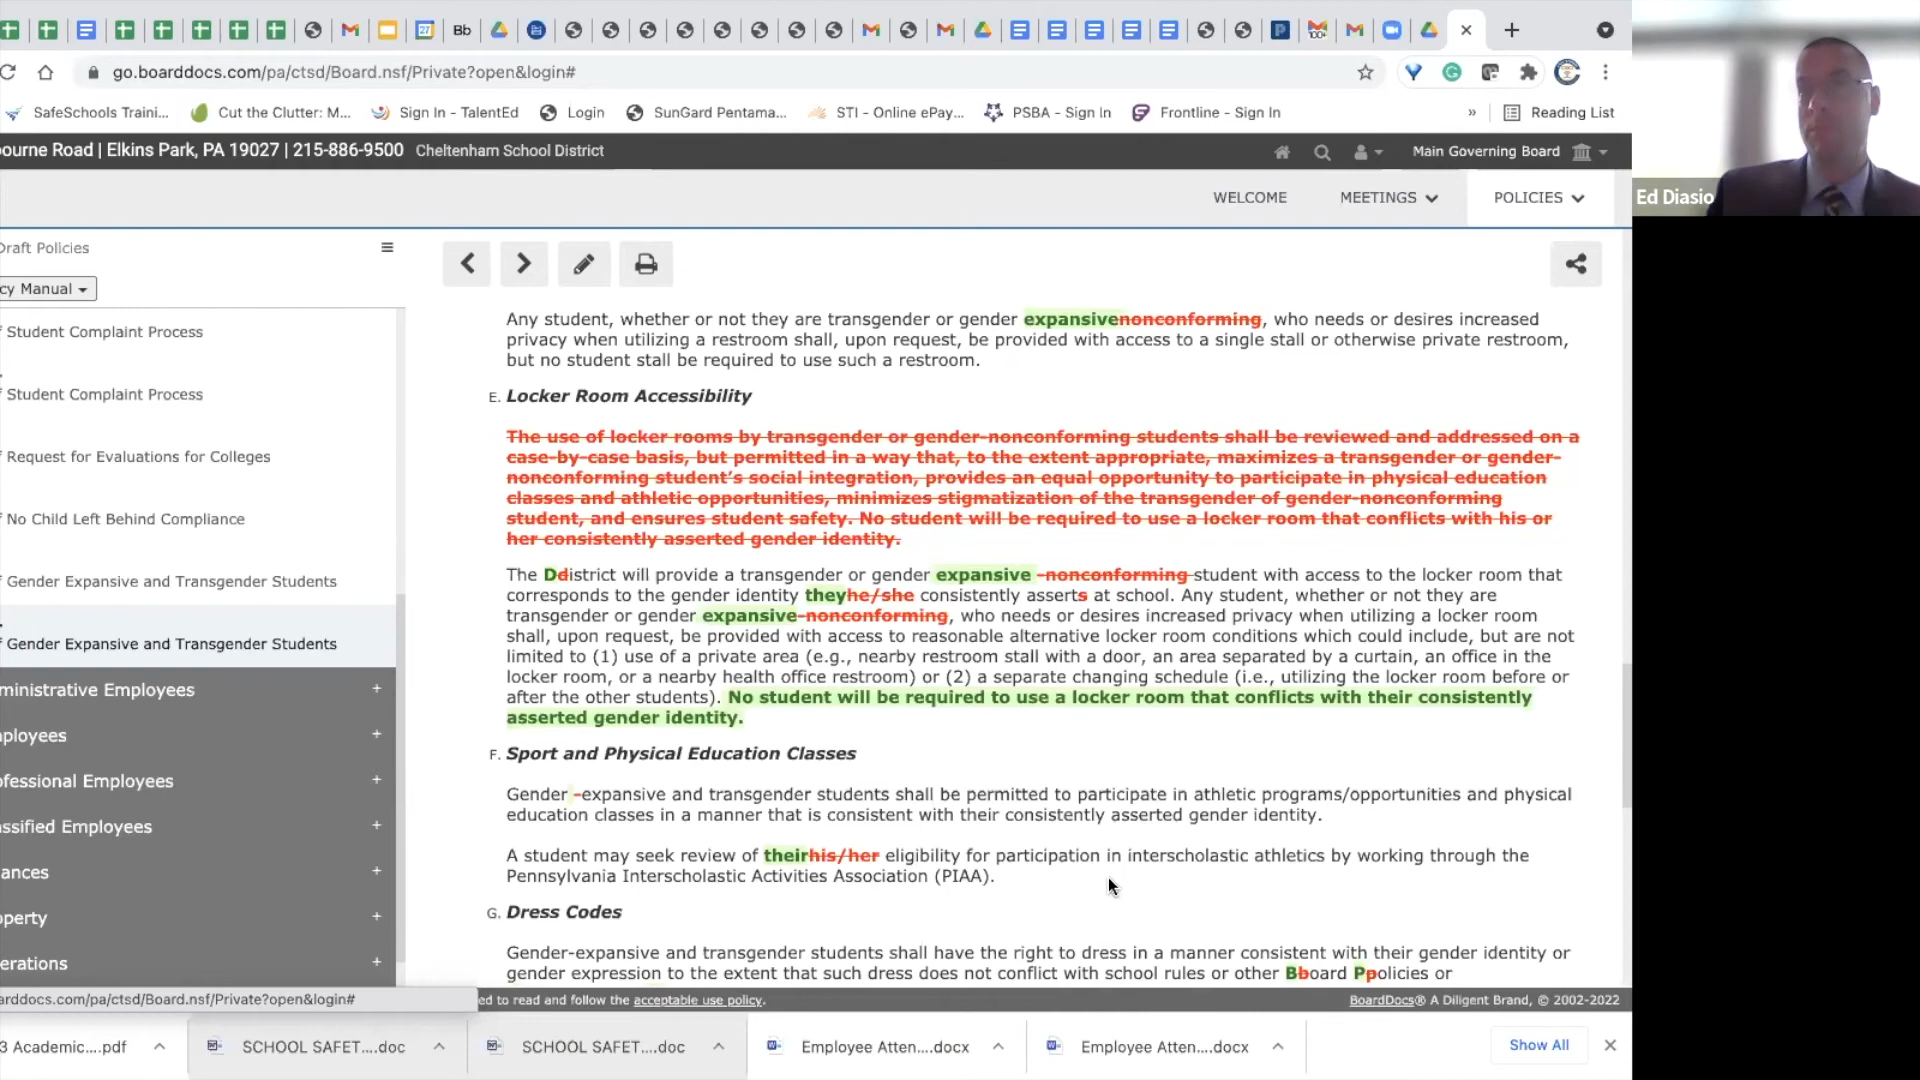 Bb
go.boarddocs.com/pa/ctsd/Board.nsf/Private?open&login#
SafeSchools Traini... Cut the Clutter: M... Sign In - TalentEd Login SunGard Pentama... STI - Online ePay... PSBA - Sign In Frontline - Sign In » Reading List
ourne Road | Elkins Park, PA 19027 | 215-886-9500 Cheltenham School District Main Governing Board
WELCOME MEETINGS POLICIES
Ed Diasio
Draft Policies
cy Manual
f Student Complaint Process
f Student Complaint Process
f Request for Evaluations for Colleges
f No Child Left Behind Compliance
f Gender Expansive and Transgender Students
f Gender Expansive and Transgender Students
ministrative Employees +
ployees +
ofessional Employees +
assified Employees +
ances +
operty +
erations +
Any student, whether or not they are transgender or gender expansivenonconforming, who needs or desires increased
privacy when utilizing a restroom shall, upon request, be provided with access to a single stall or otherwise private restroom,
but no student stall be required to use such a restroom.
E. Locker Room Accessibility
The use of locker rooms by transgender or gender-nonconforming students shall be reviewed and addressed on a
case-by-case basis, but permitted in a way that, to the extent appropriate, maximizes a transgender or gender-
nonconforming student's social integration, provides an equal opportunity to participate in physical education
classes and athletic opportunities, minimizes stigmatization of the transgender of gender-nonconforming
student, and ensures student safety. No student will be required to use a locker room that conflicts with his or
her consistently asserted gender identity.
The Ddistrict will provide a transgender or gender expansive -nonconforming student with access to the locker room that
corresponds to the gender identity theyhe/she consistently asserts at school. Any student, whether or not they are
transgender or gender expansive-nonconforming, who needs or desires increased privacy when utilizing a locker room
shall, upon request, be provided with access to reasonable alternative locker room conditions which could include, but are not
limited to (1) use of a private area (e.g., nearby restroom stall with a door, an area separated by a curtain, an office in the
locker room, or a nearby health office restroom) or (2) a separate changing schedule (i.e., utilizing the locker room before or
after the other students). No student will be required to use a locker room that conflicts with their consistently
asserted gender identity.
F. Sport and Physical Education Classes
Gender -expansive and transgender students shall be permitted to participate in athletic programs/opportunities and physical
education classes in a manner that is consistent with their consistently asserted gender identity.
A student may seek review of theirhis/her eligibility for participation in interscholastic athletics by working through the
Pennsylvania Interscholastic Activities Association (PIAA).
G. Dress Codes
Gender-expansive and transgender students shall have the right to dress in a manner consistent with their gender identity or
gender expression to the extent that such dress does not conflict with school rules or other Bboard Ppolicies or
arddocs.com/pa/ctsd/Board.nsf/Private?open&login# ed to read and follow the acceptable use policy. BoardDocs® A Diligent Brand, © 2002-2022
3 Academic....pdf SCHOOL SAFET....doc SCHOOL SAFET....doc Employee Atten....docx Employee Atten....docx Show All